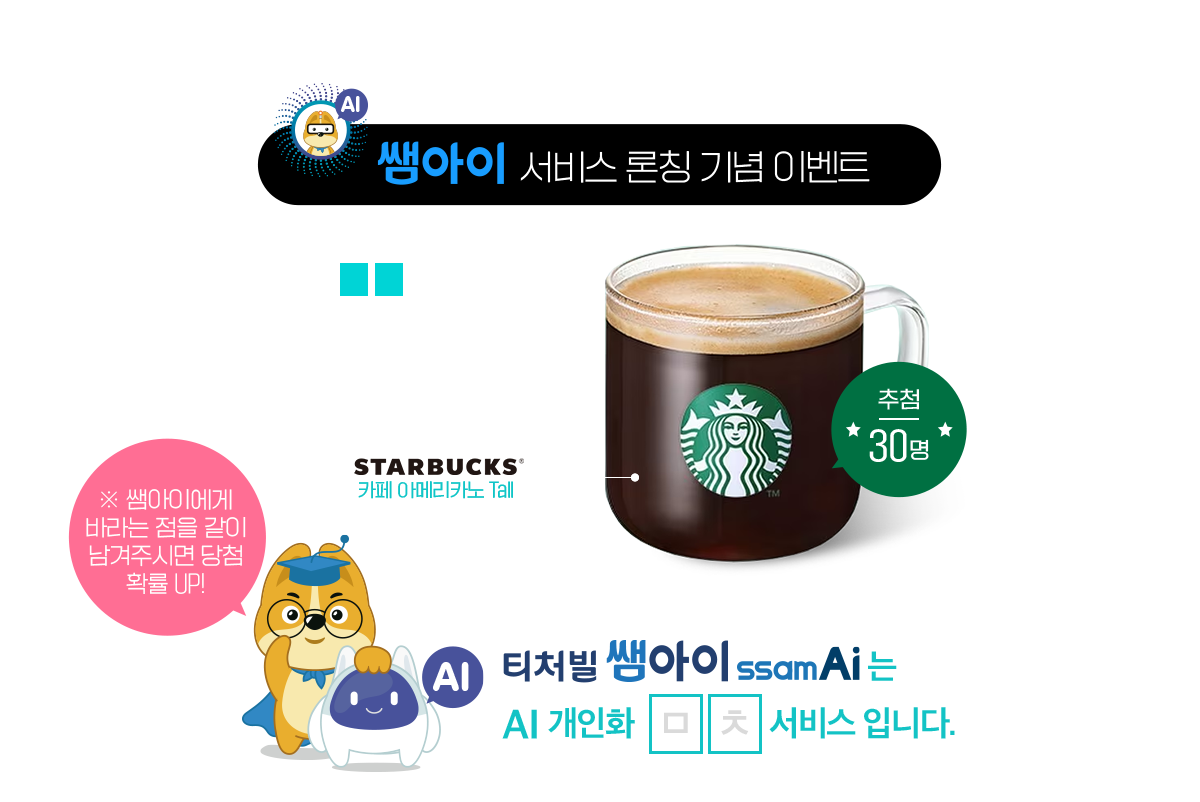 AI
쌤아이 서비스 론칭 기념 이벤트
추첨
30명
STARBUCKS®
카페 아메리카노 Tall
TM
※ 쌤아이에게
바라는 점을 같이
남겨주시면 당첨
확률 UP!
AI
티처빌 쌤아이 ssamAi 는
AI 개인화 ㅁ ㅊ 서비스 입니다.